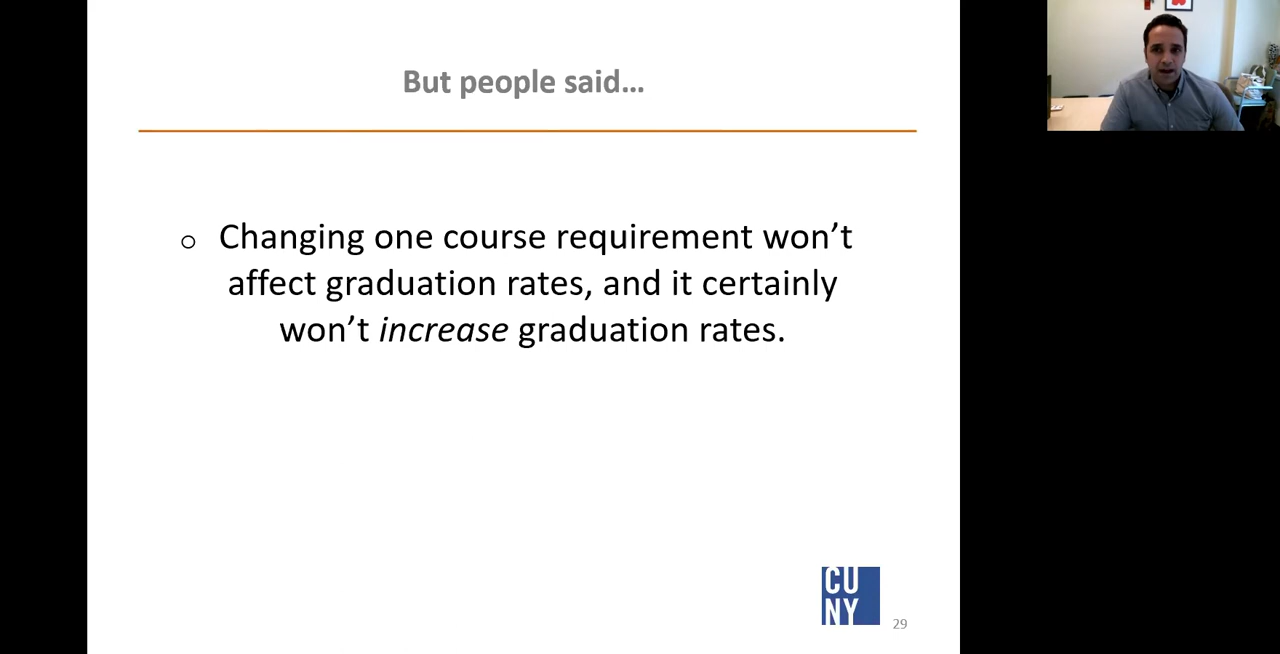 But people said…
○ Changing one course requirement won’t
affect graduation rates, and it certainly
won’t increase graduation rates.
CU
NY
29